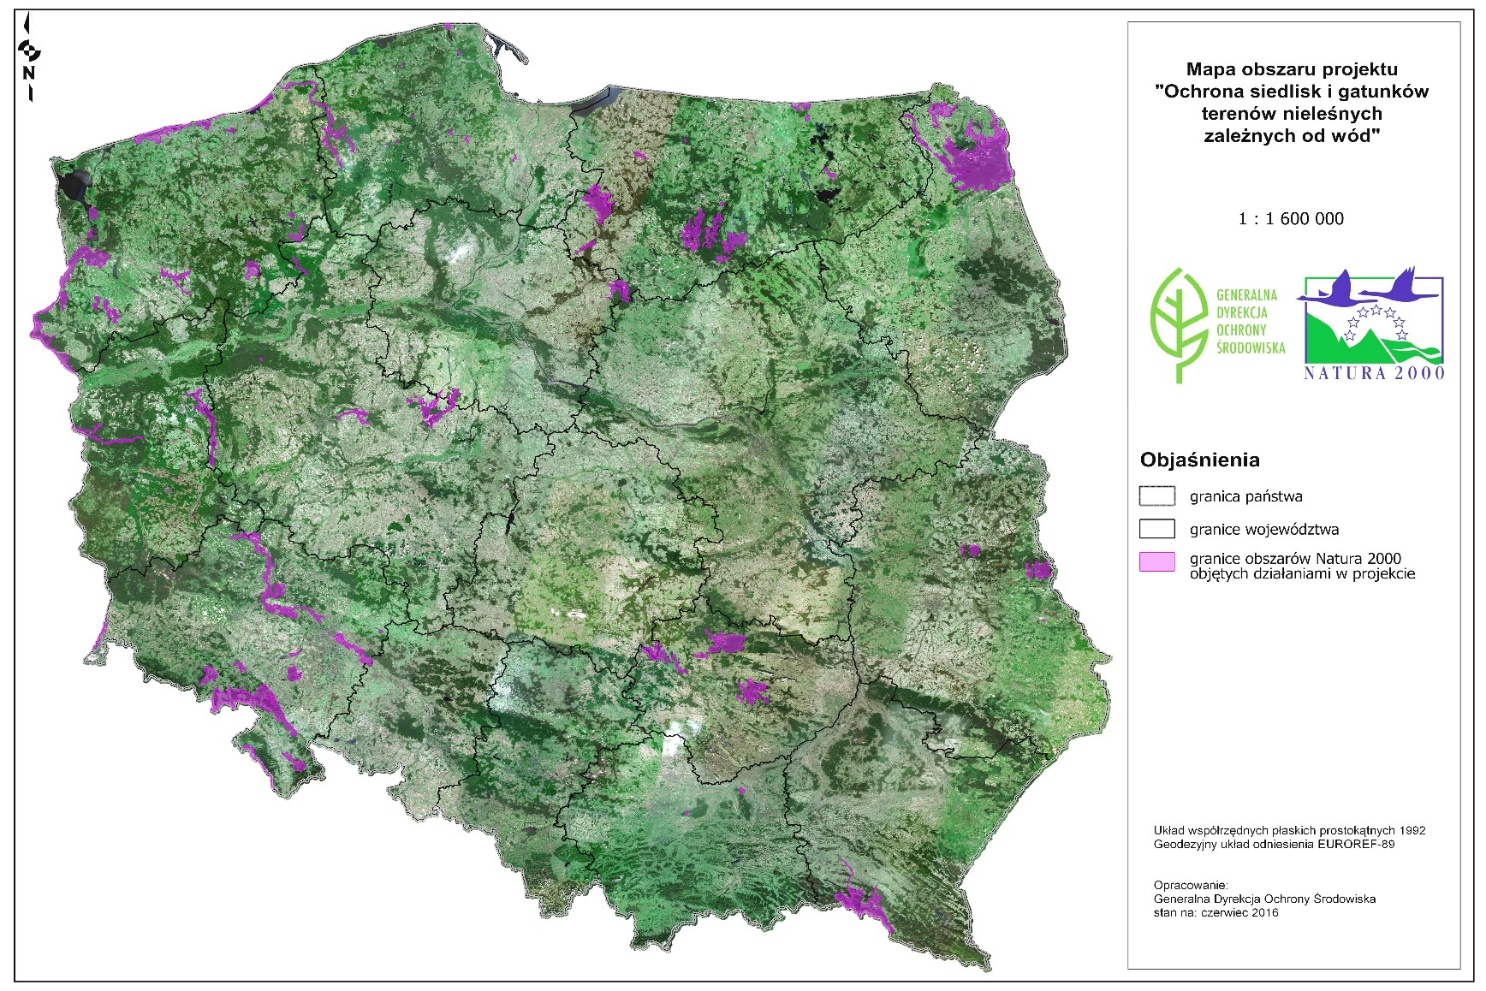 N
Mapa obszaru projektu
"Ochrona siedlisk i gatunków
terenów nieleśnych
zależnych od wód"
1 : 1 600 000
GENERALNA
DYREKCJA
OCHRONY
ŚRODOWISKA
NATURA 2000
Objaśnienia
granica państwa
granice województwa
granice obszarów Natura 2000
objętych działaniami w projekcie
Układ współrzędnych płaskich prostokątnych 1992
Geodezyjny układ odniesienia EUROREF-89
Opracowanie:
Generalna Dyrekcja Ochrony Środowiska
stan na: czerwiec 2016